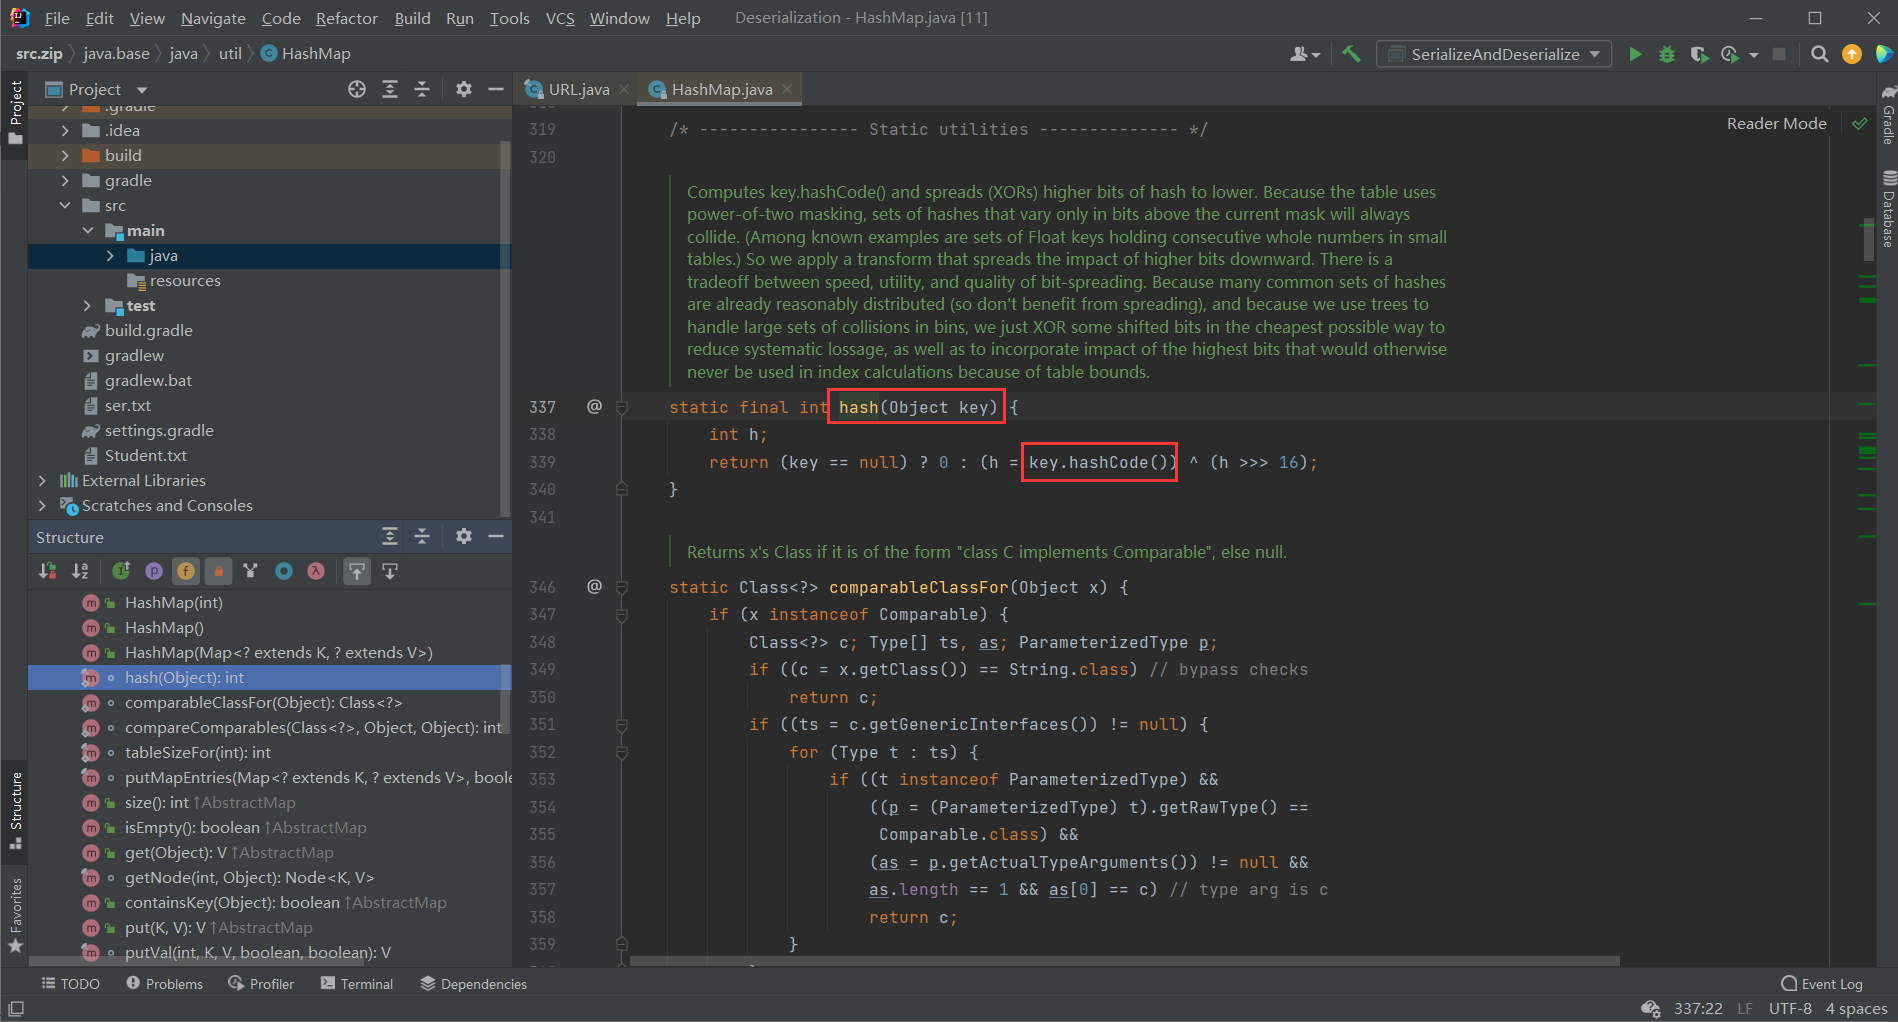 File Edit View Navigate Code Refactor Build Run Tools VCS Window Help Deserialization - HashMap.java [11]
src.zip java.base java util HashMap SerializeAndDeserialize
Project
Project
URL.java
HashMap.java
.gradle
.idea
build
gradle
src
main
java
resources
test
build.gradle
gradlew
gradlew.bat
ser.txt
settings.gradle
Student.txt
External Libraries
Scratches and Consoles
Structure
HashMap(int)
HashMap()
HashMap(Map<? extends K, ? extends V>)
hash(Object): int
comparableClassFor(Object): Class<?>
compareComparables(Class<?>, Object, Object): int
tableSizeFor(int): int
putMapEntries(Map<? extends K, ? extends V>, boole
size(): int ↑AbstractMap
isEmpty(): boolean ↑AbstractMap
get(Object): V ↑AbstractMap
getNode(int, Object): Node<K, V>
containsKey(Object): boolean ↑AbstractMap
put(K, V): V ↑AbstractMap
putVal(int, K, V, boolean, boolean): V
Structure
Favorites
Reader Mode
Gradle
Database
319 /* ---------------- Static utilities -------------- */
320
Computes key.hashCode() and spreads (XORs) higher bits of hash to lower. Because the table uses
power-of-two masking, sets of hashes that vary only in bits above the current mask will always
collide. (Among known examples are sets of Float keys holding consecutive whole numbers in small
tables.) So we apply a transform that spreads the impact of higher bits downward. There is a
tradeoff between speed, utility, and quality of bit-spreading. Because many common sets of hashes
are already reasonably distributed (so don't benefit from spreading), and because we use trees to
handle large sets of collisions in bins, we just XOR some shifted bits in the cheapest possible way to
reduce systematic lossage, as well as to incorporate impact of the highest bits that would otherwise
never be used in index calculations because of table bounds.
337 @ static final int hash(Object key) {
338 int h;
339 return (key == null) ? 0 : (h = key.hashCode()) ^ (h >>> 16);
340 }
341
Returns x's Class if it is of the form "class C implements Comparable", else null.
346 @ static Class<?> comparableClassFor(Object x) {
347 if (x instanceof Comparable) {
348 Class<?> c; Type[] ts, as; ParameterizedType p;
349 if ((c = x.getClass()) == String.class) // bypass checks
350 return c;
351 if ((ts = c.getGenericInterfaces()) != null) {
352 for (Type t : ts) {
353 if ((t instanceof ParameterizedType) &&
354 ((p = (ParameterizedType) t).getRawType() ==
355 Comparable.class) &&
356 (as = p.getActualTypeArguments()) != null &&
357 as.length == 1 && as[0] == c) // type arg is c
358 return c;
359 }
TODO Problems Profiler Terminal Dependencies Event Log
337:22 LF UTF-8 4 spaces